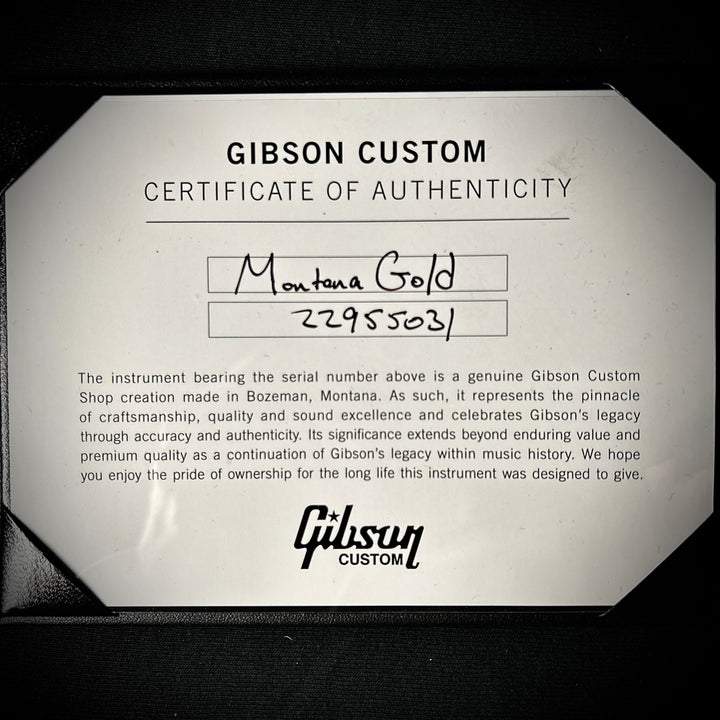 GIBSON CUSTOM
CERTIFICATE OF AUTHENTICITY
Montana Gold
22955031
The instrument bearing the serial number above is a genuine Gibson Custom
Shop creation made in Bozeman, Montana. As such, it represents the pinnacle
of craftsmanship, quality and sound excellence and celebrates Gibson's legacy
through accuracy and authenticity. Its significance extends beyond enduring value and
premium quality as a continuation of Gibson's legacy within music history. We hope
you enjoy the pride of ownership for the long life this instrument was designed to give.
Gibson
CUSTOM